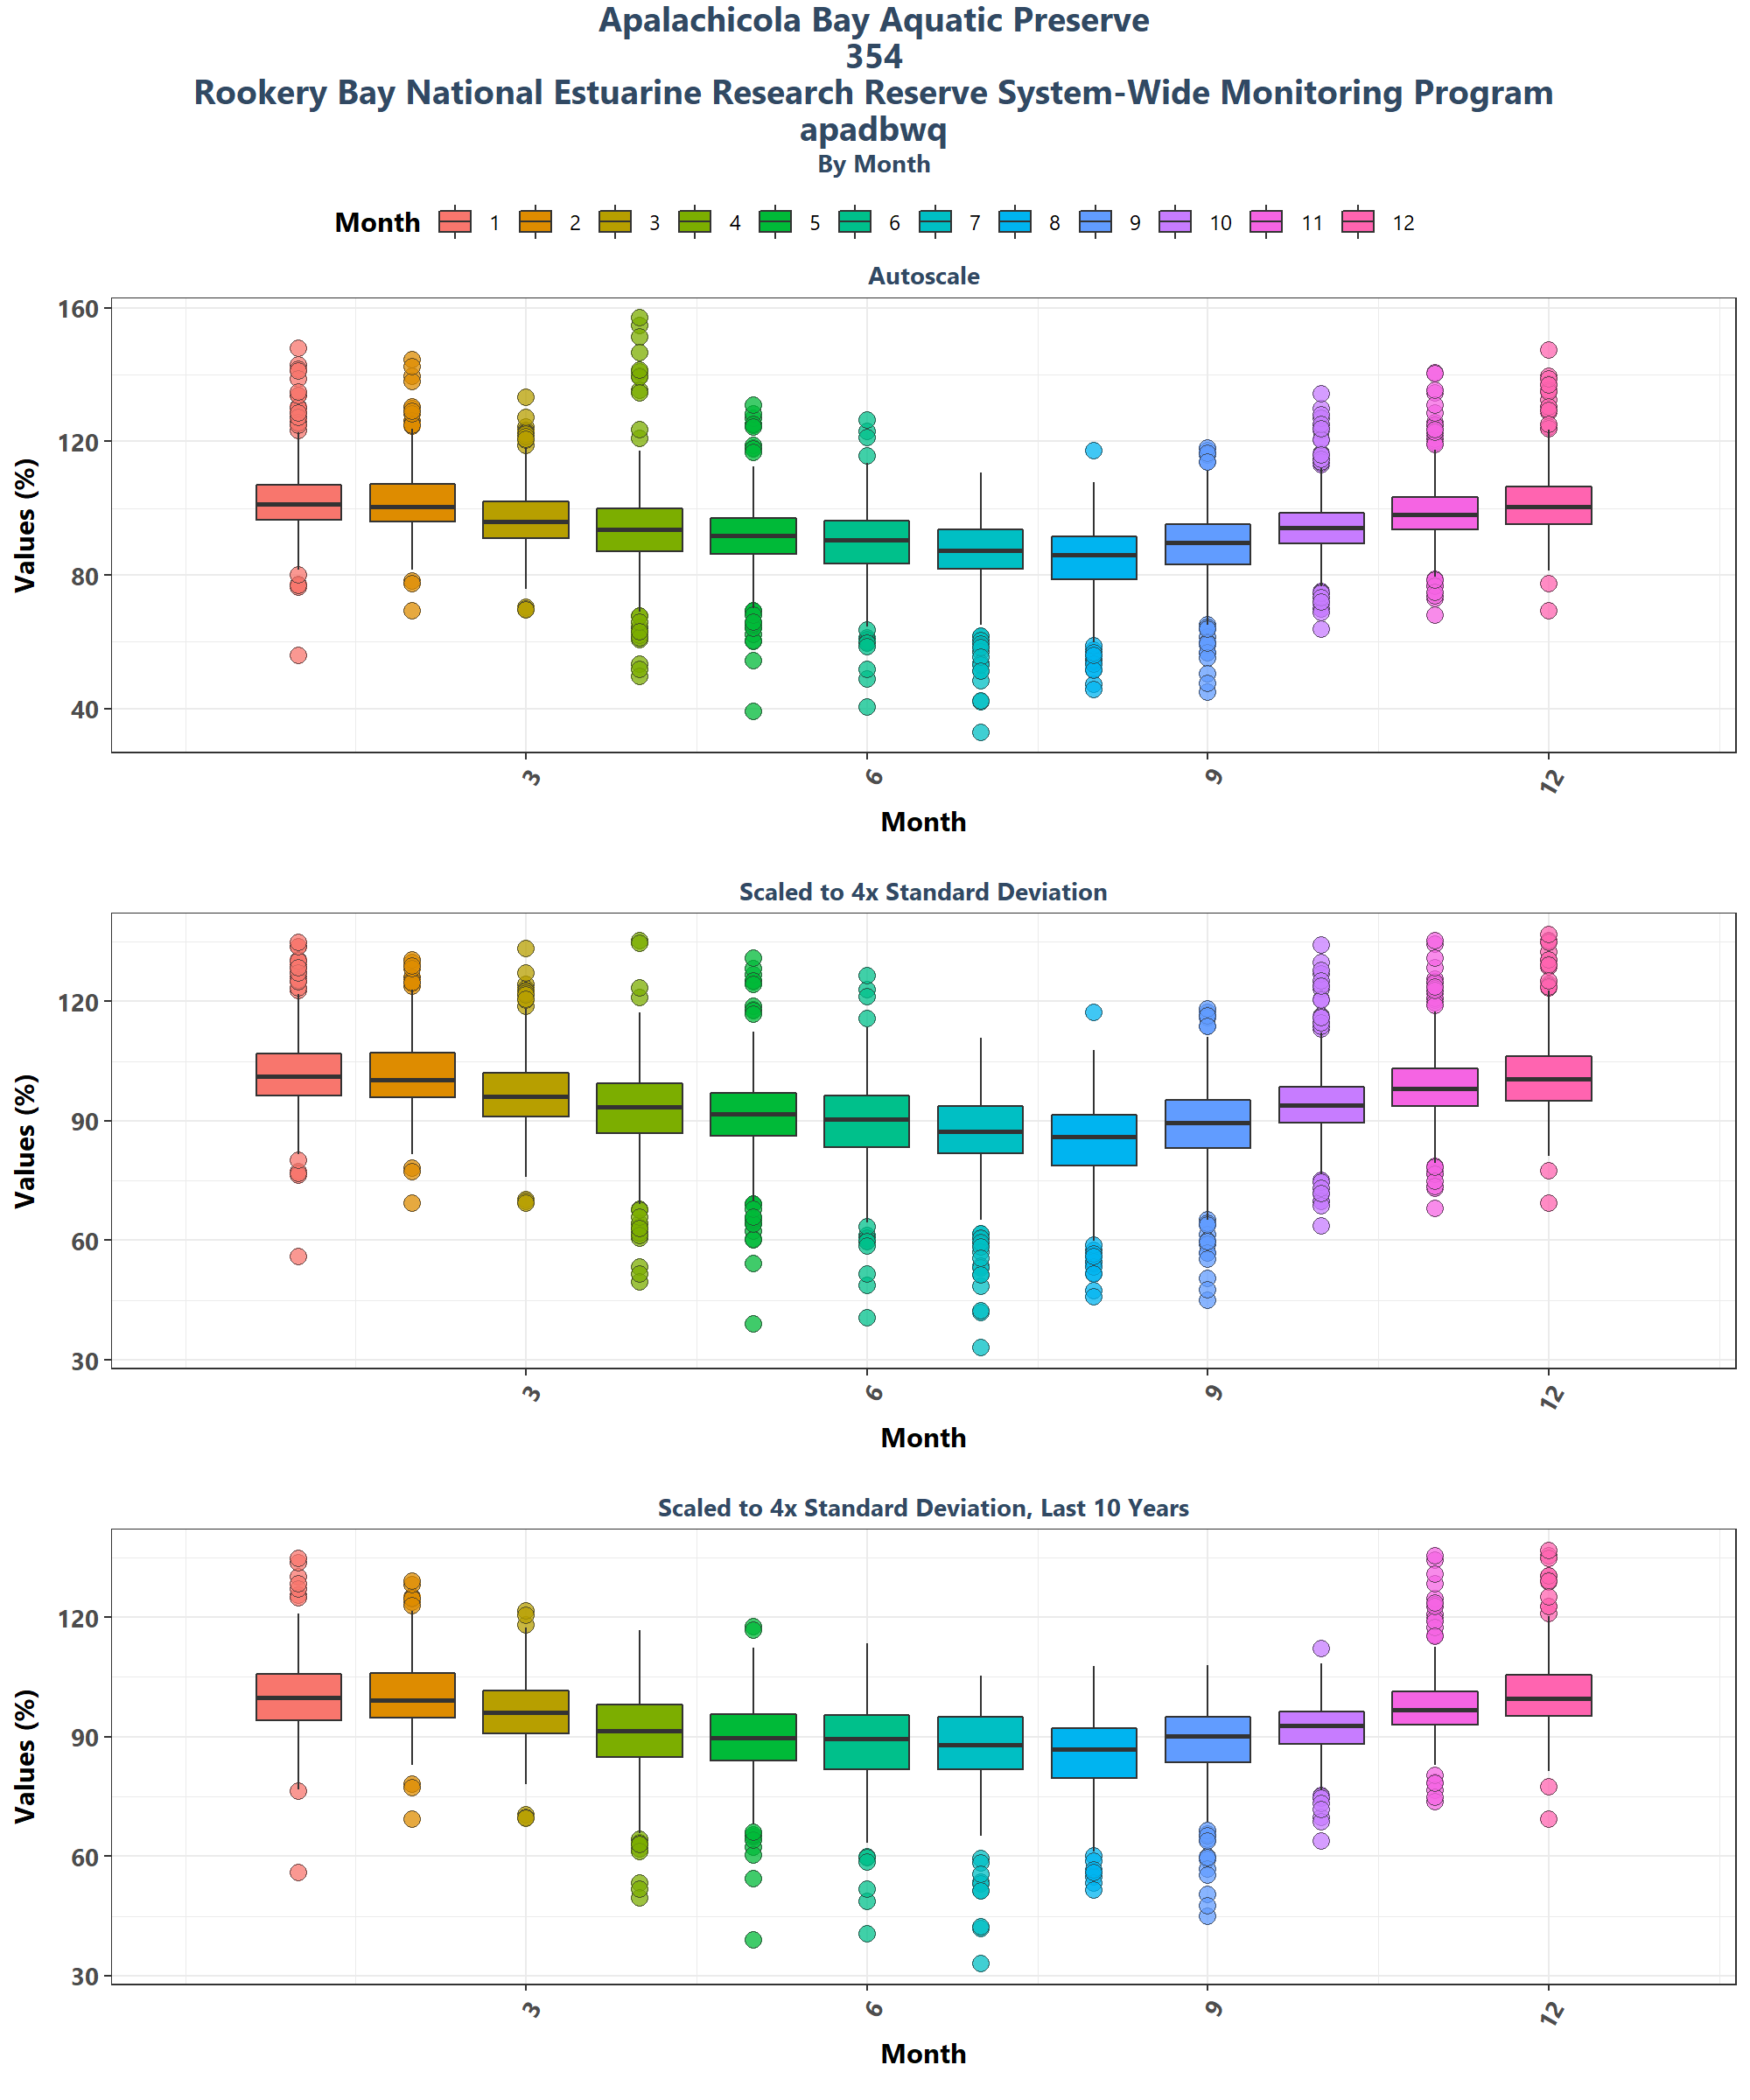 Apalachicola Bay Aquatic Preserve
354
Rookery Bay National Estuarine Research Reserve System-Wide Monitoring Program
apadbwq
By Month
Month 1 2 3 4 5 6 7 8 9 10 11 12
Autoscale
Values (%)
160
120
80
40
3 6 9 12
Month
Scaled to 4x Standard Deviation
Values (%)
120
90
60
30
3 6 9 12
Month
Scaled to 4x Standard Deviation, Last 10 Years
Values (%)
120
90
60
30
3 6 9 12
Month